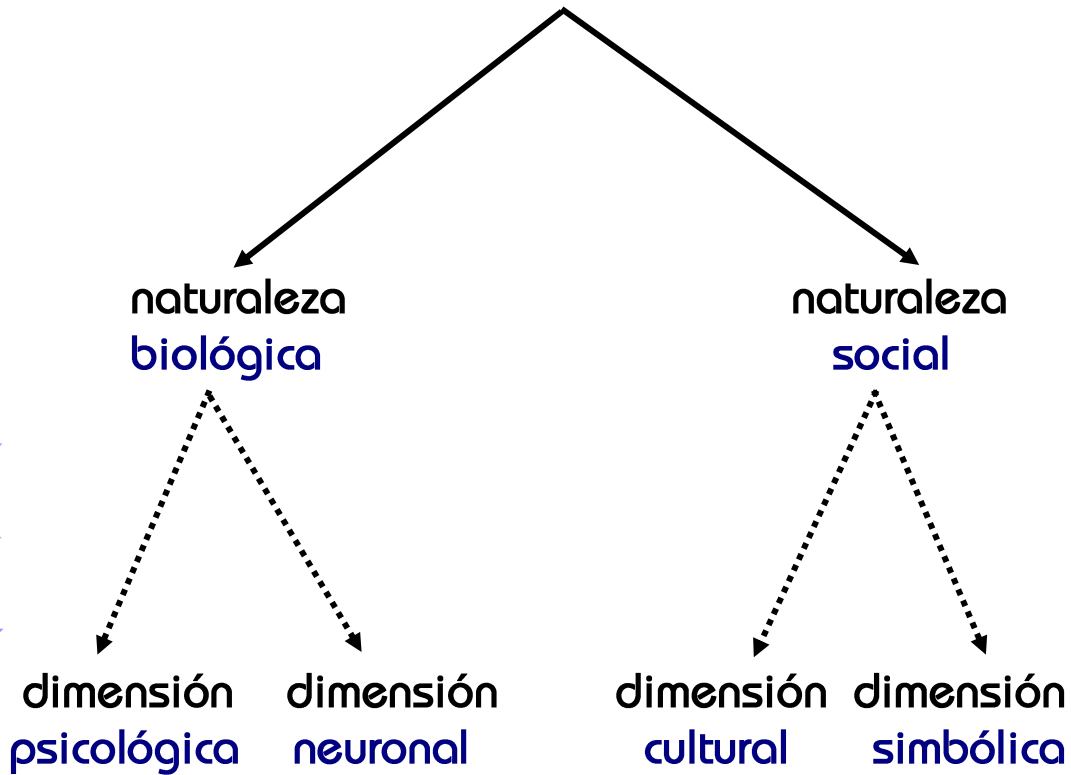 naturaleza
biológica
naturaleza
social
dimensión
psicológica
dimensión
neuronal
dimensión
cultural
dimensión
simbólica